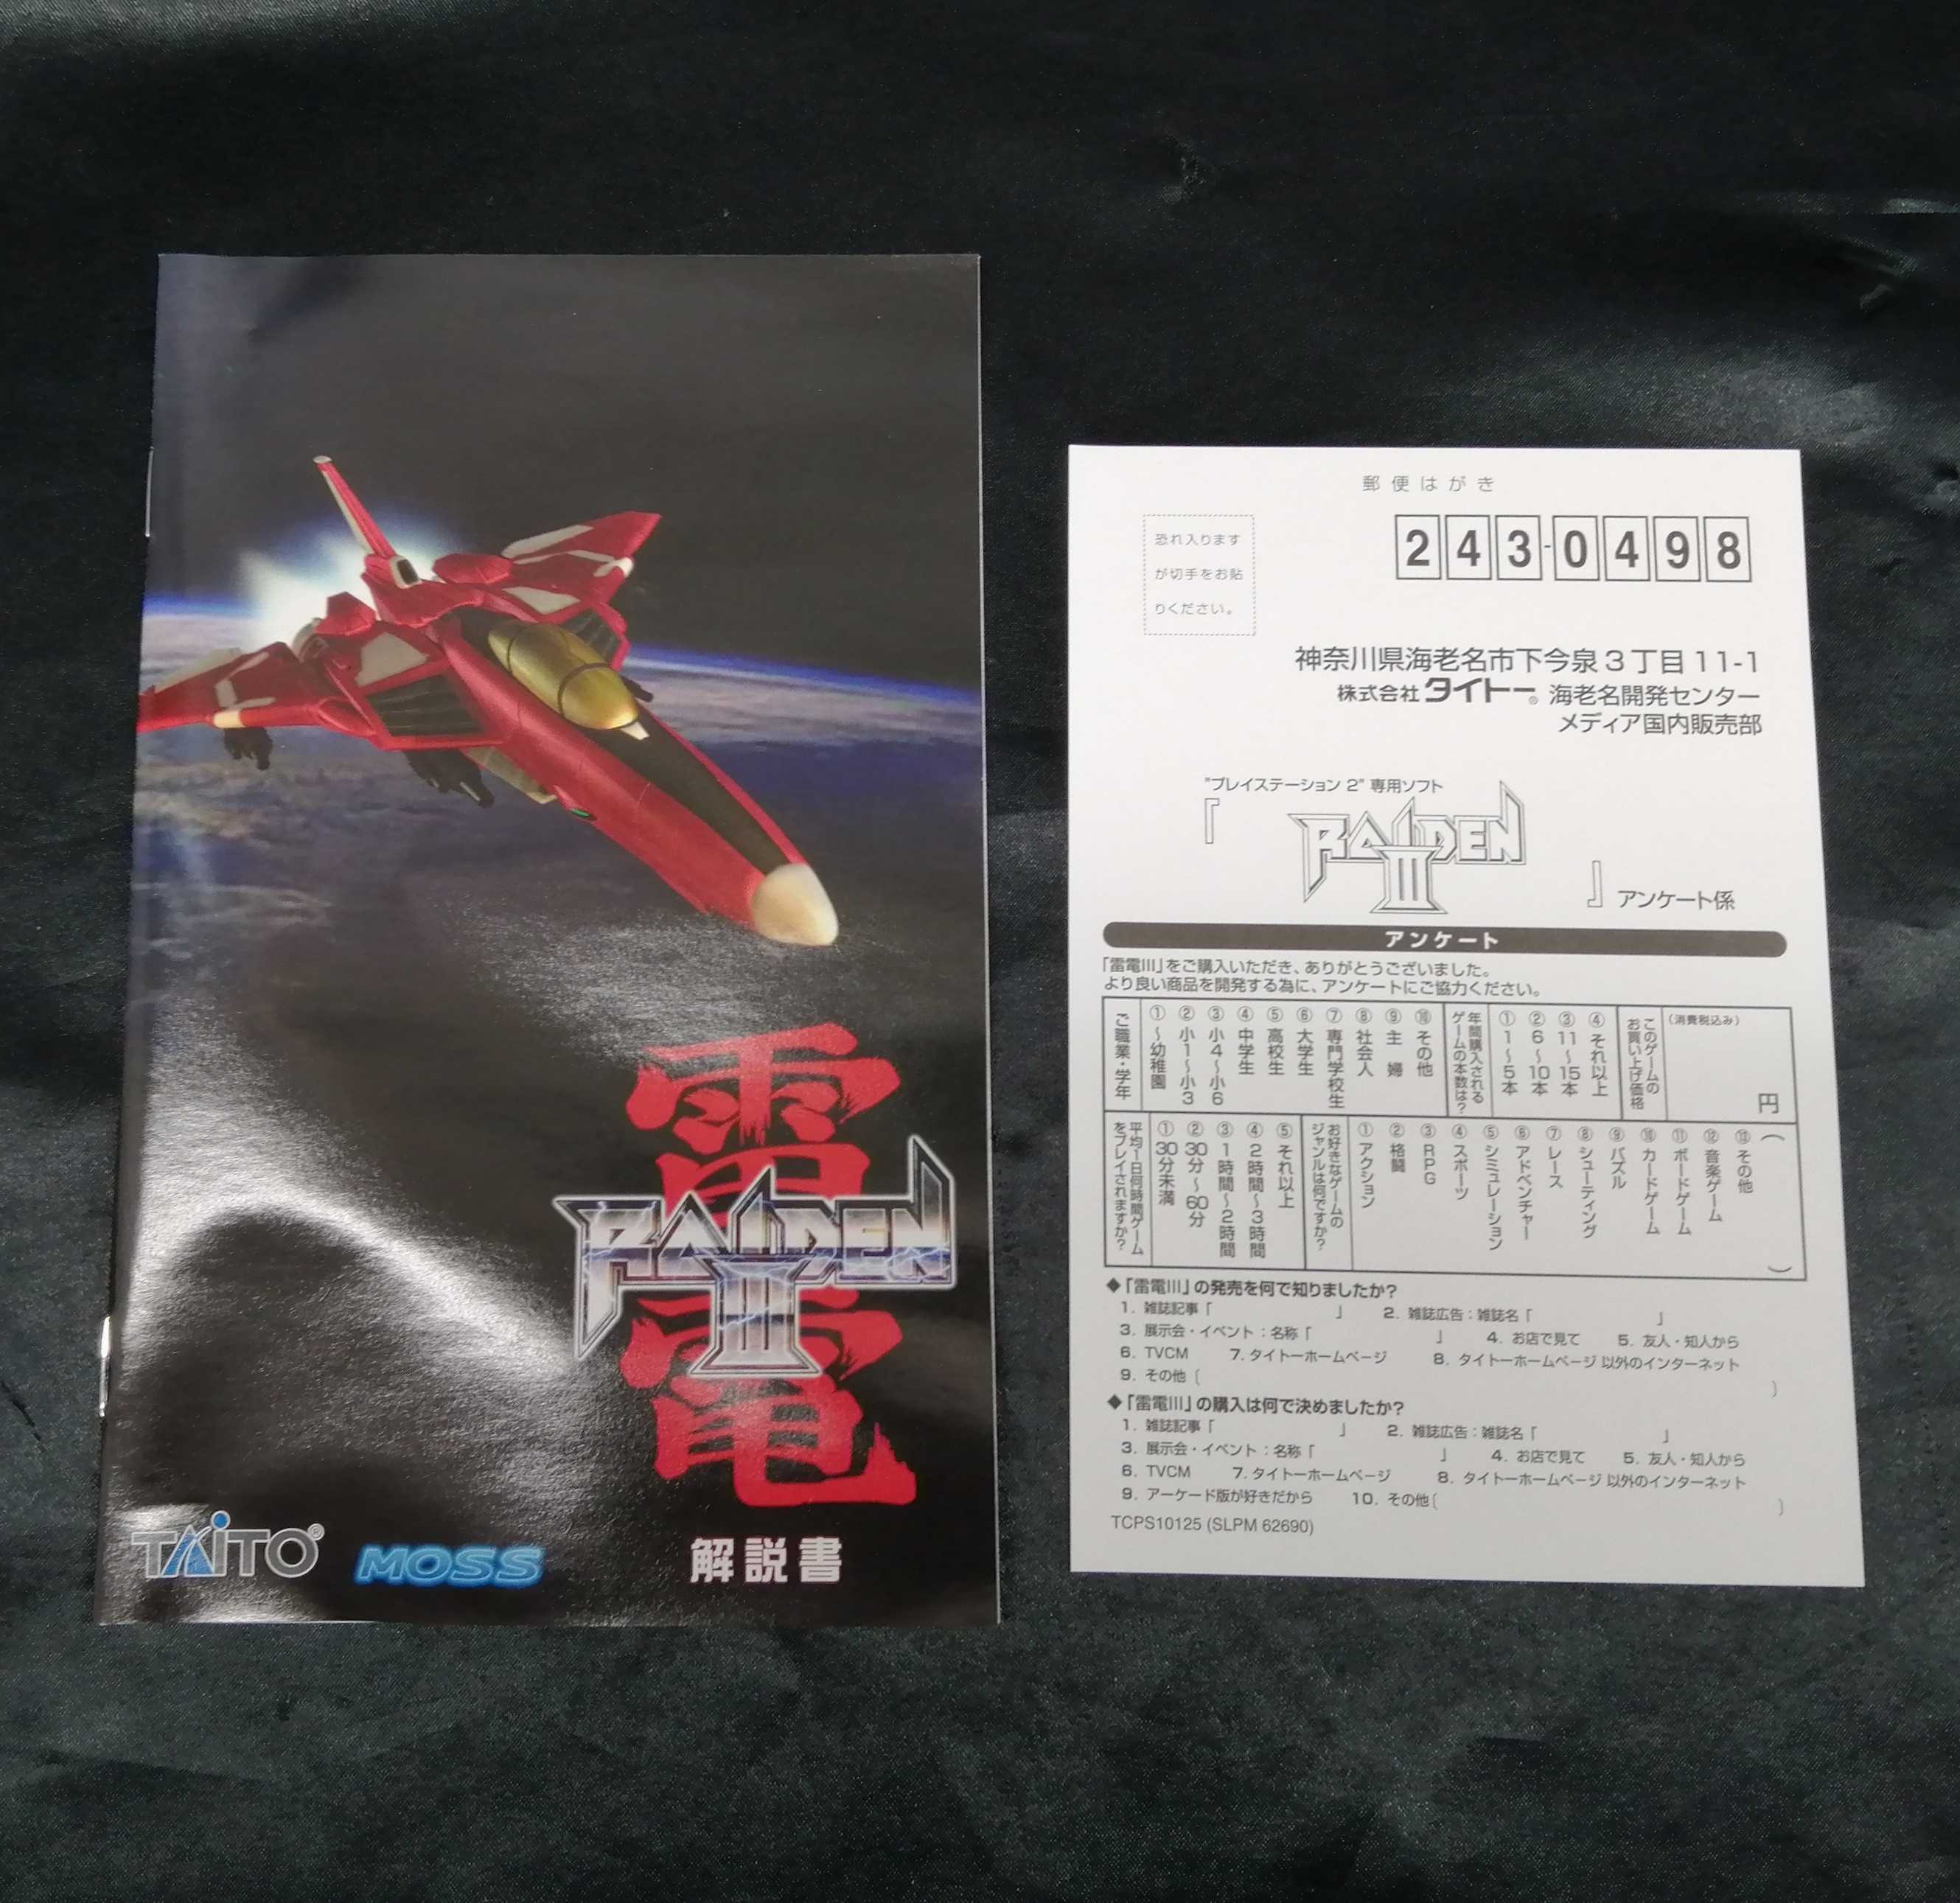 雷電
RAIDEN III
TAITO®
MOSS
解説書
郵便はがき
恐れ入ります
が切手をお貼
りください。
243-0498
神奈川県海老名市下今泉3丁目11-1
株式会社タイトー® 海老名開発センター
メディア国内販売部
"プレイステーション 2" 専用ソフト
『RAIDEN III』アンケート係
アンケート
「雷電III」をご購入いただき、ありがとうございました。
より良い商品を開発する為に、アンケートにご協力ください。
ご職業・学年
①〜幼稚園
②小1〜小3
③小4〜小6
④中学生
⑤高校生
⑥大学生
⑦専門学校生
⑧社会人
⑨主 婦
⑩その他
年間購入される
ゲームの本数は?
①1〜5本
②6〜10本
③11〜15本
④それ以上
このゲームの
お買い上げ価格
(消費税込み)
円
平均1日何時間ゲーム
をプレイされますか?
①30分未満
②30分〜60分
③1時間〜2時間
④2時間〜3時間
⑤それ以上
お好きなゲームの
ジャンルは何ですか?
①アクション
②格闘
③RPG
④スポーツ
⑤シミュレーション
⑥アドベンチャー
⑦レース
⑧シューティング
⑨パズル
⑩カードゲーム
⑪ボードゲーム
⑫音楽ゲーム
⑬その他
( )
◆「雷電III」の発売を何で知りましたか?
1. 雑誌記事「 」 2. 雑誌広告:雑誌名「 」
3. 展示会・イベント:名称「 」 4. お店で見て 5. 友人・知人から
6. TVCM 7. タイトーホームページ 8. タイトーホームページ 以外のインターネット
9. その他〔 〕
◆「雷電III」の購入は何で決めましたか?
1. 雑誌記事「 」 2. 雑誌広告:雑誌名「 」
3. 展示会・イベント:名称「 」 4. お店で見て 5. 友人・知人から
6. TVCM 7. タイトーホームページ 8. タイトーホームページ 以外のインターネット
9. アーケード版が好きだから 10. その他〔 〕
TCPS10125 (SLPM 62690)